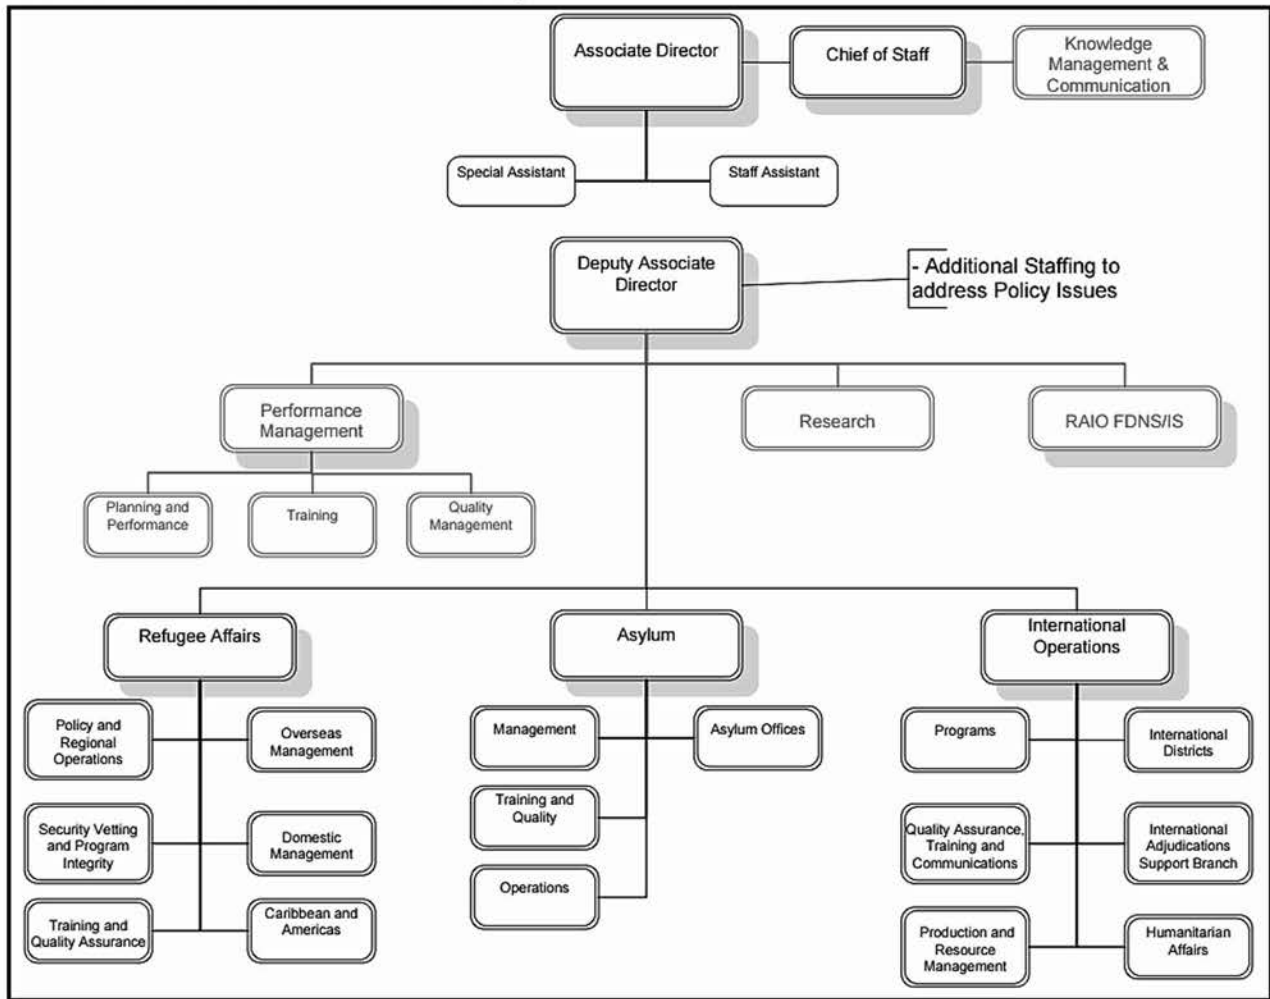 Associate Director
Chief of Staff
Knowledge
Management &
Communication
Special Assistant
Staff Assistant
Deputy Associate
Director
- Additional Staffing to
address Policy Issues
Performance
Management
Research
RAIO FDNS/IS
Planning and
Performance
Training
Quality
Management
Refugee Affairs
Asylum
International
Operations
Policy and
Regional
Operations
Overseas
Management
Management
Asylum Offices
Programs
International
Districts
Security Vetting
and Program
Integrity
Domestic
Management
Training and
Quality
Quality Assurance,
Training and
Communications
International
Adjudications
Support Branch
Training and
Quality Assurance
Caribbean and
Americas
Operations
Production and
Resource
Management
Humanitarian
Affairs